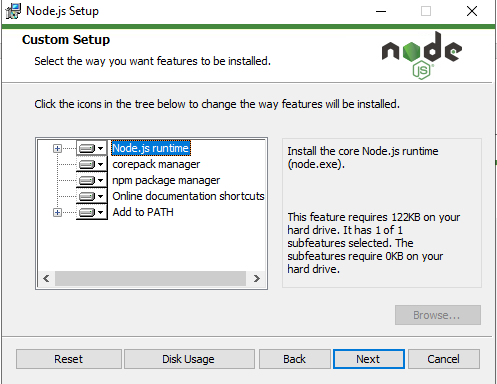 Node.js Setup
Custom Setup
Select the way you want features to be installed.
node
JS
Click the icons in the tree below to change the way features will be installed.
Node.js runtime
corepack manager
npm package manager
Online documentation shortcuts
Add to PATH
Install the core Node.js runtime
(node.exe).
This feature requires 122KB on your
hard drive. It has 1 of 1
subfeatures selected. The
subfeatures require 0KB on your
hard drive.
Browse...
Reset
Disk Usage
Back
Next
Cancel